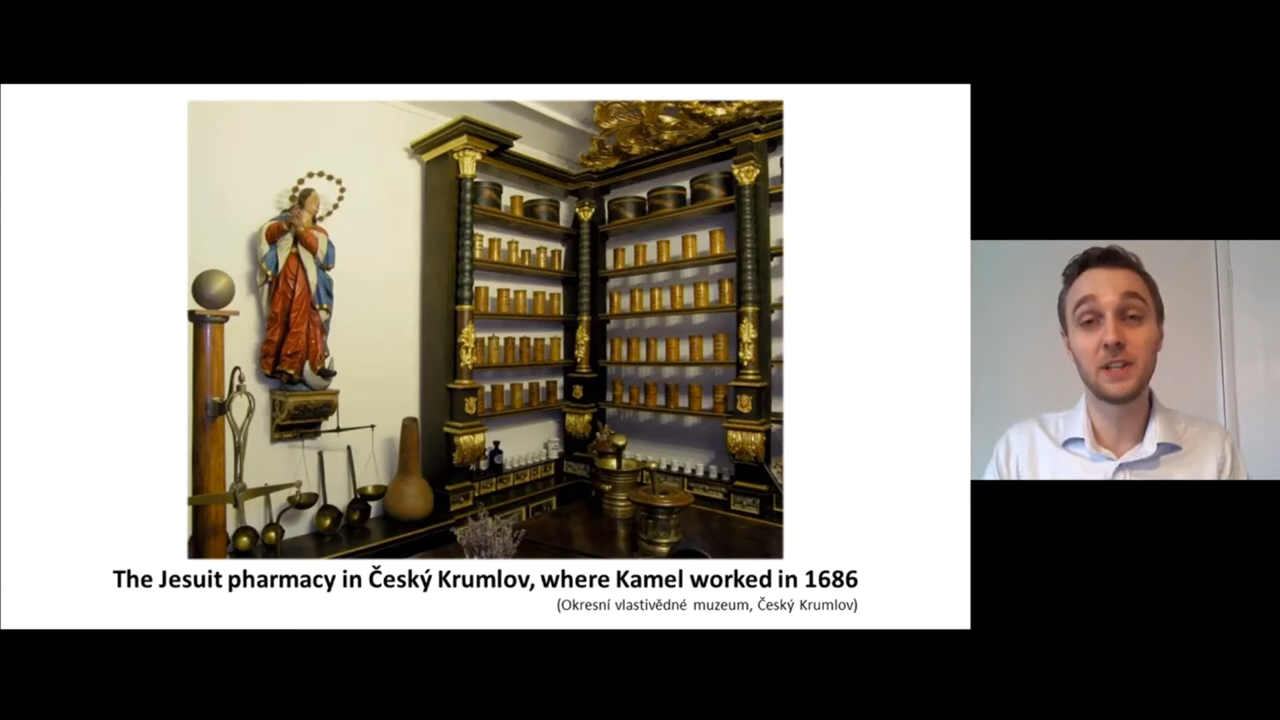 The Jesuit pharmacy in Český Krumlov, where Kamel worked in 1686
(Okresní vlastivědné muzeum, Český Krumlov)